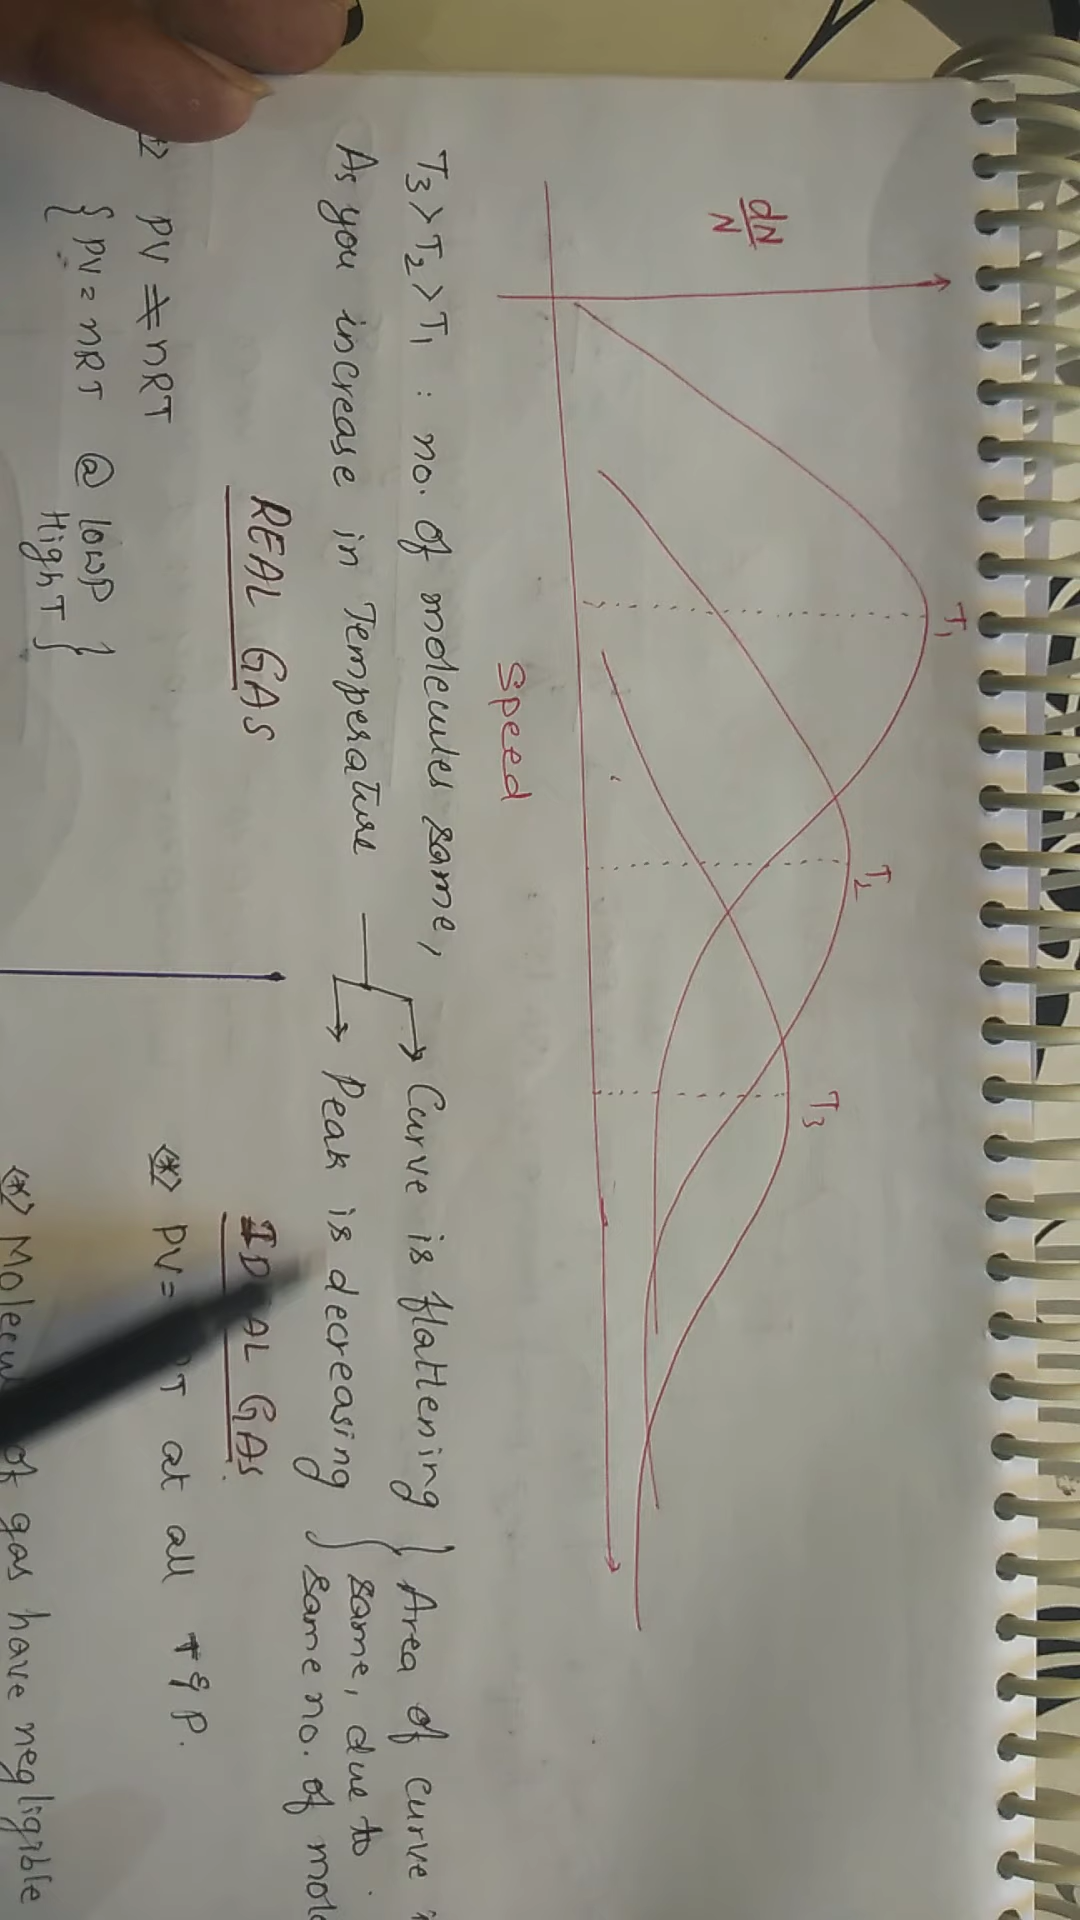 dN
N
T₁
T₂
T₃
Speed
T₃ > T₂ > T₁ : no. of molecules same,
As you increase in Temperature
→ Curve is flattening
→ Peak is decreasing
} Area of curve
same, due to
same no. of
REAL GAS
PV ≠ nRT
{ PV = nRT @ low P
High T }
IDEAL GAS
<*> PV = at all T & P.
<*> of gas have negligible